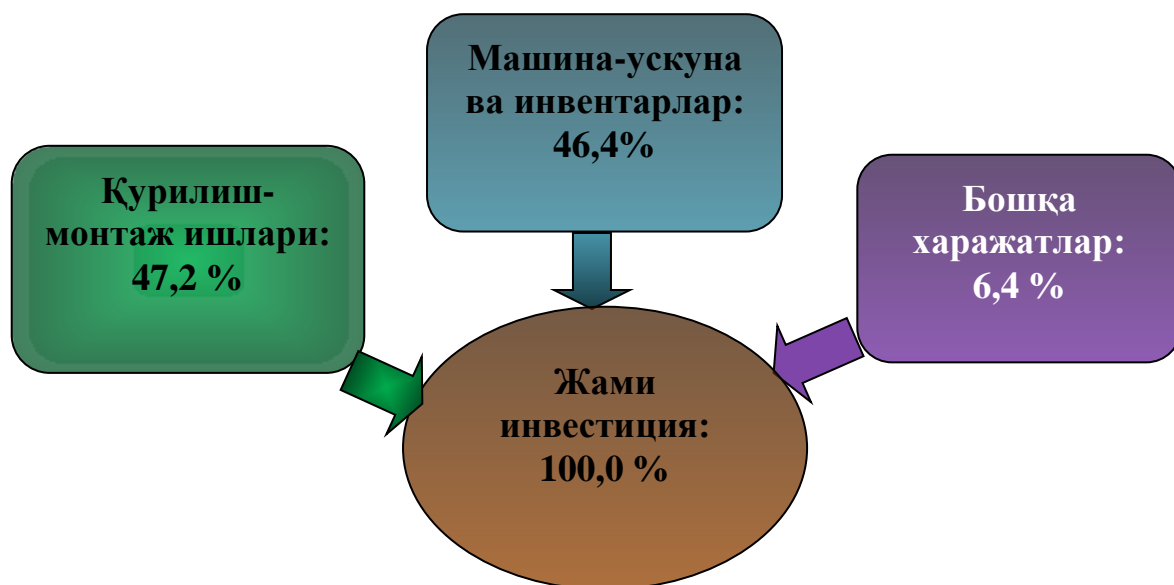 Машина-ускуна
ва инвентарлар:
46,4%
Қурилиш-
монтаж ишлари:
47,2 %
Бошқа
харажатлар:
6,4 %
Жами
инвестиция:
100,0 %